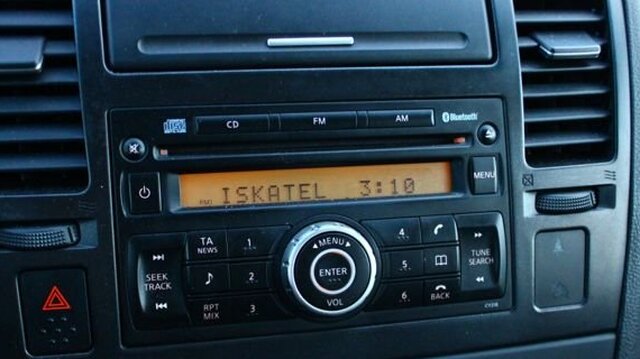 CD FM AM Bluetooth
MENU
FM1 ISKATEL 3:10
TA NEWS 1 MENU 4
SEEK TRACK 2 ENTER 5 TUNE SEARCH
RPT MIX 3 VOL 6 BACK